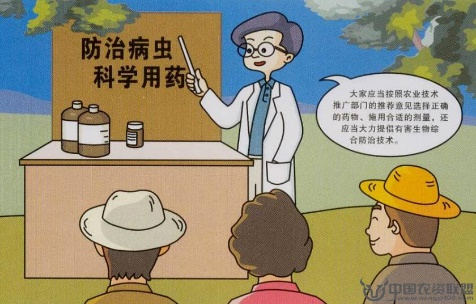 防治病虫
科学用药
大家应当按照农业技术
推广部门的推荐意见选择正确
的药物、施用合适的剂量，还
应当大力提倡有害生物综
合防治技术。
中国农资联盟